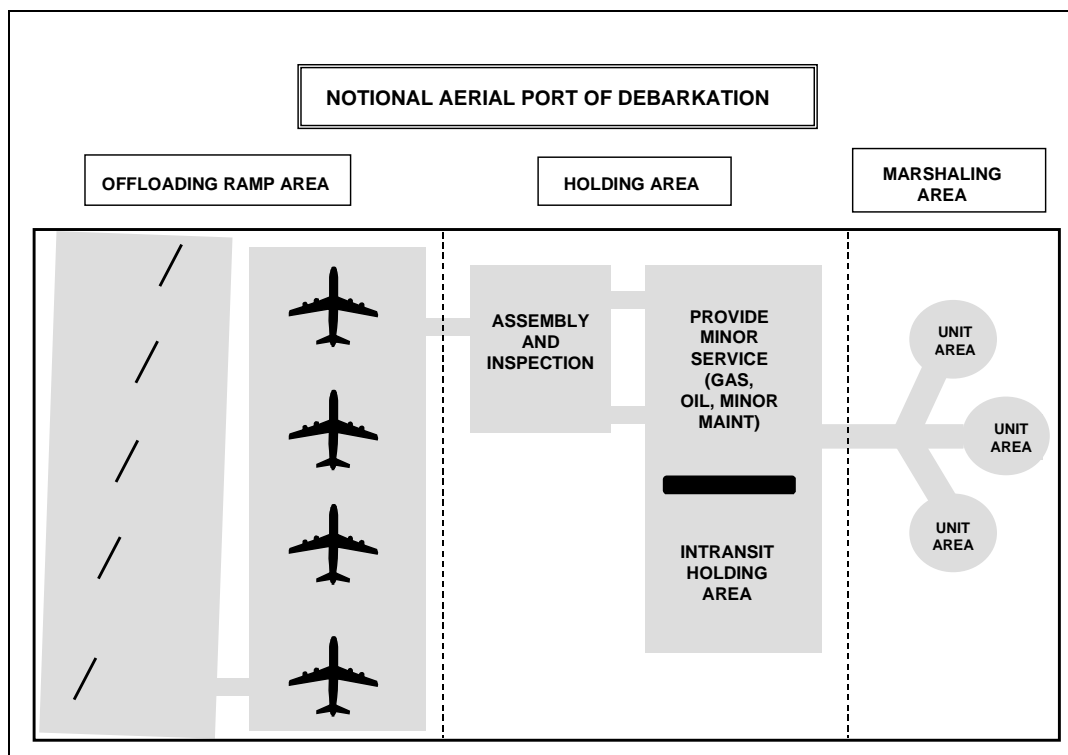 NOTIONAL AERIAL PORT OF DEBARKATION
OFFLOADING RAMP AREA
HOLDING AREA
MARSHALING
AREA
ASSEMBLY
AND
INSPECTION
PROVIDE
MINOR
SERVICE
(GAS,
OIL, MINOR
MAINT)
INTRANSIT
HOLDING
AREA
UNIT
AREA
UNIT
AREA
UNIT
AREA